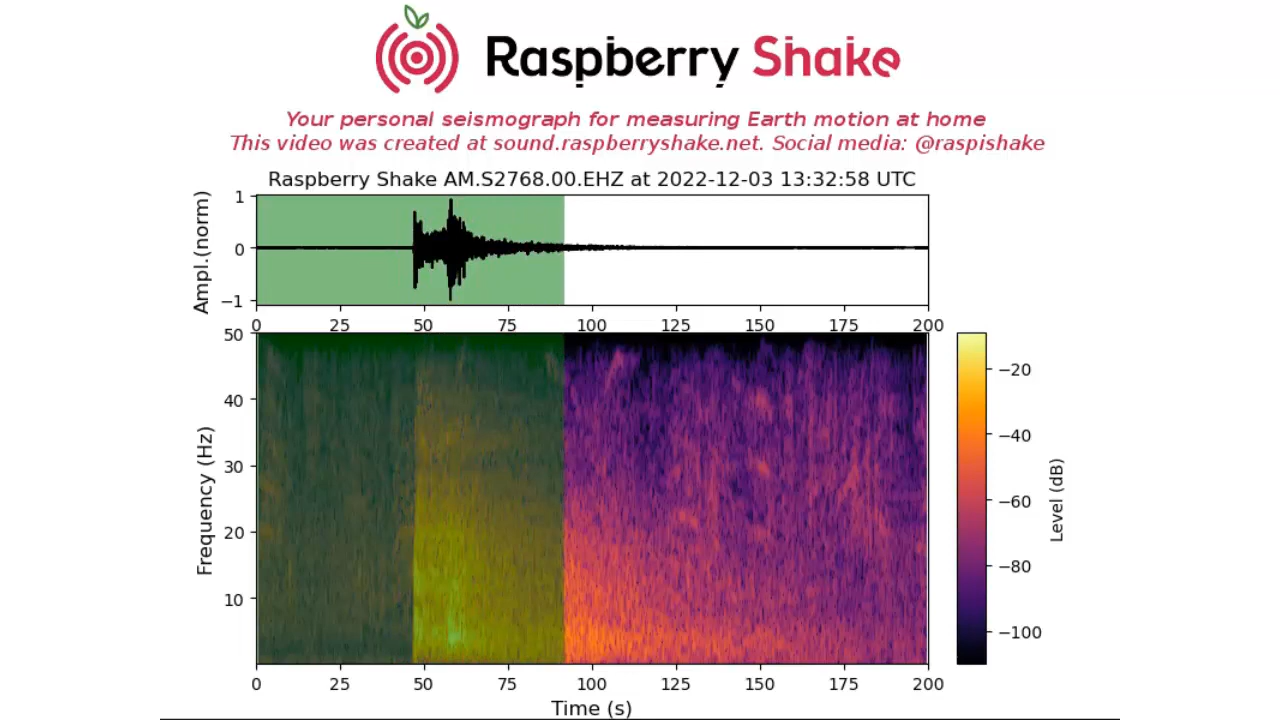 Raspberry Shake
Your personal seismograph for measuring Earth motion at home
This video was created at sound.raspberryshake.net. Social media: @raspishake
Raspberry Shake AM.S2768.00.EHZ at 2022-12-03 13:32:58 UTC
Ampl.(norm)
1
0
−1
0 25 50 75 100 125 150 175 200
Frequency (Hz)
50
40
30
20
10
0 25 50 75 100 125 150 175 200
Time (s)
−20
−40
−60
−80
−100
Level (dB)